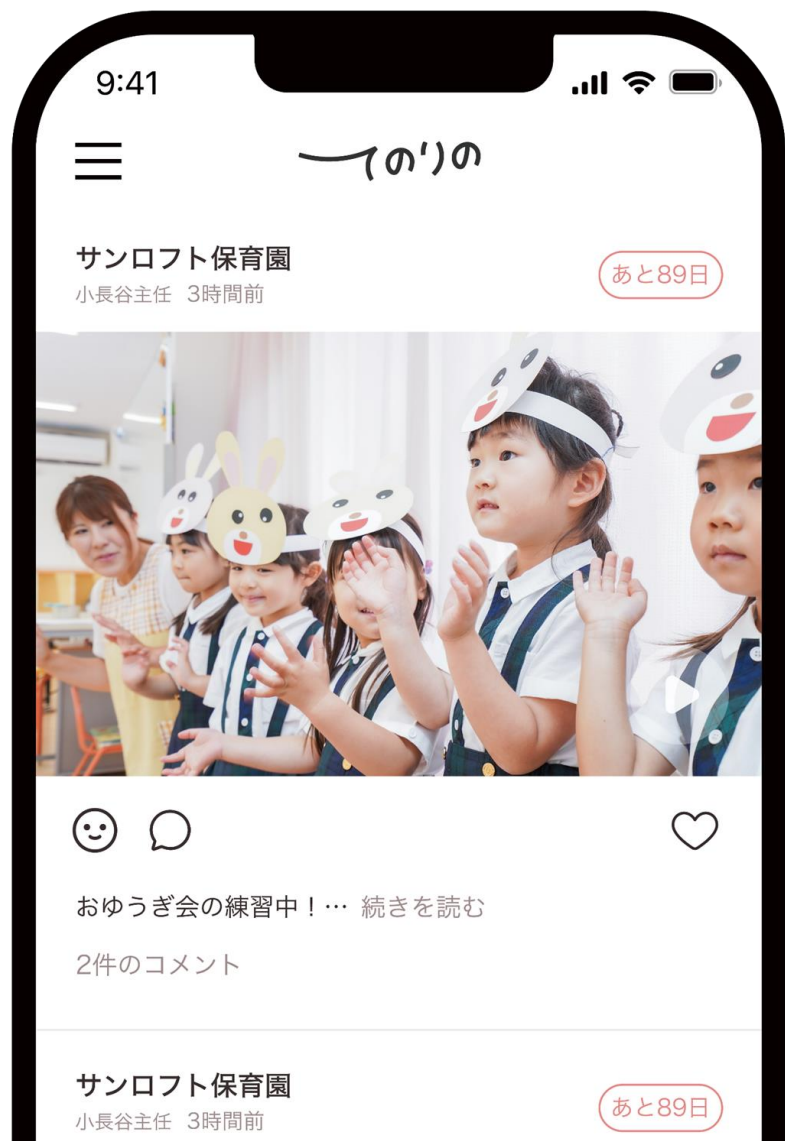 9:41
てのりの
サンロフト保育園
あと89日
小長谷主任 3時間前
おゆうぎ会の練習中！… 続きを読む
2件のコメント
サンロフト保育園
あと89日
小長谷主任 3時間前